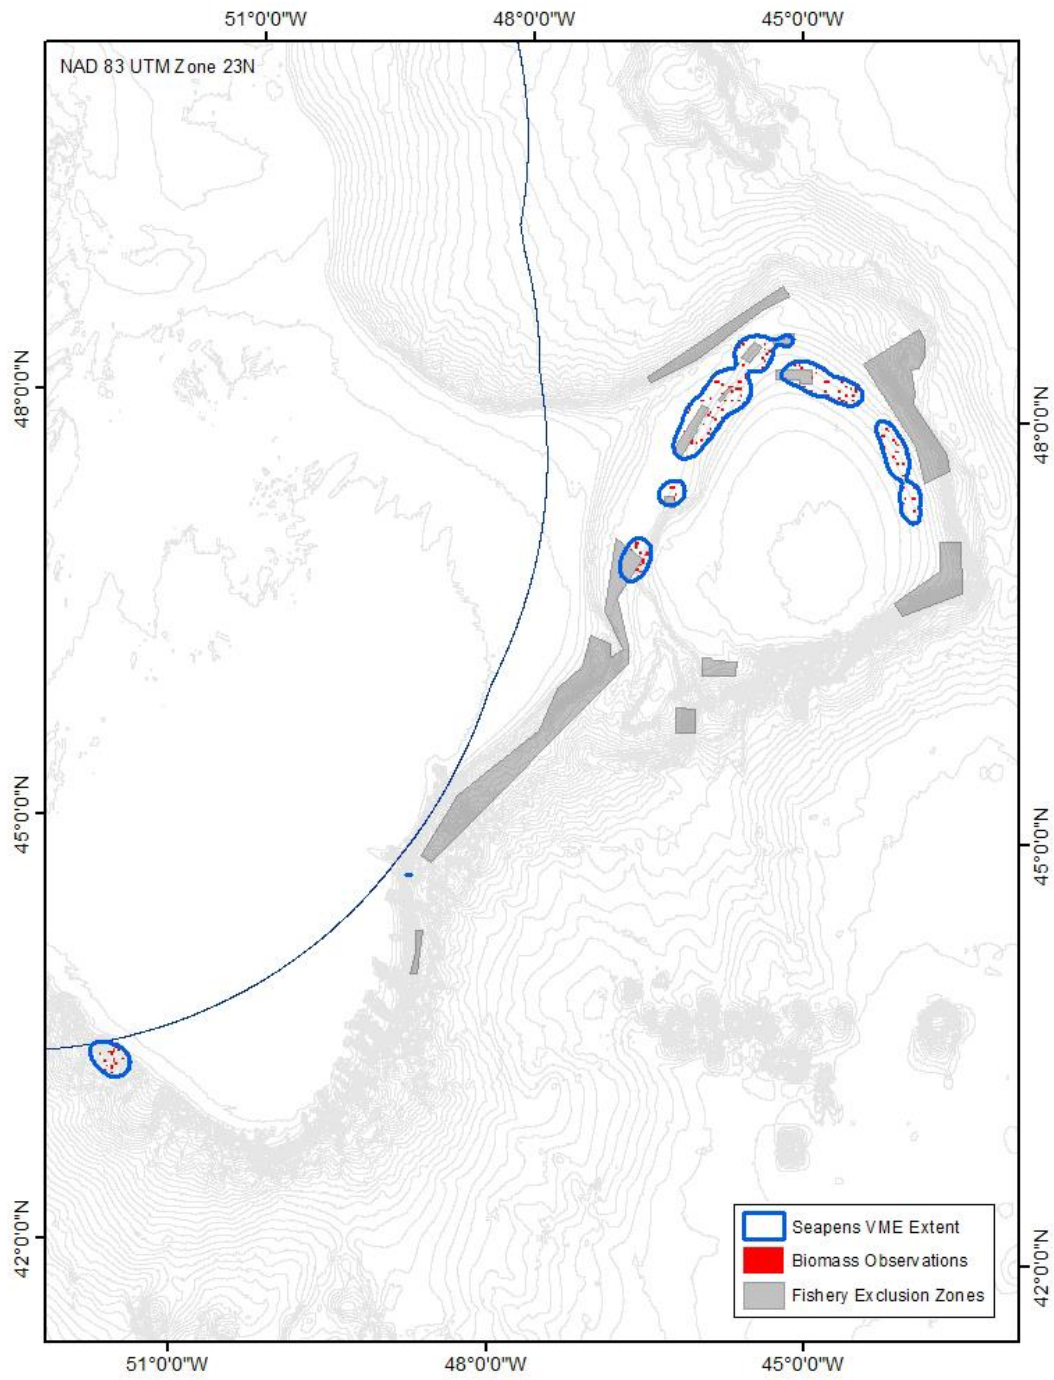 51°0'0"W 48°0'0"W 45°0'0"W
NAD 83 UTM Zone 23N
48°0'0"N
48°0'0"N
45°0'0"N
45°0'0"N
42°0'0"N
42°0'0"N
Seapens VME Extent
Biomass Observations
Fishery Exclusion Zones
51°0'0"W 48°0'0"W 45°0'0"W